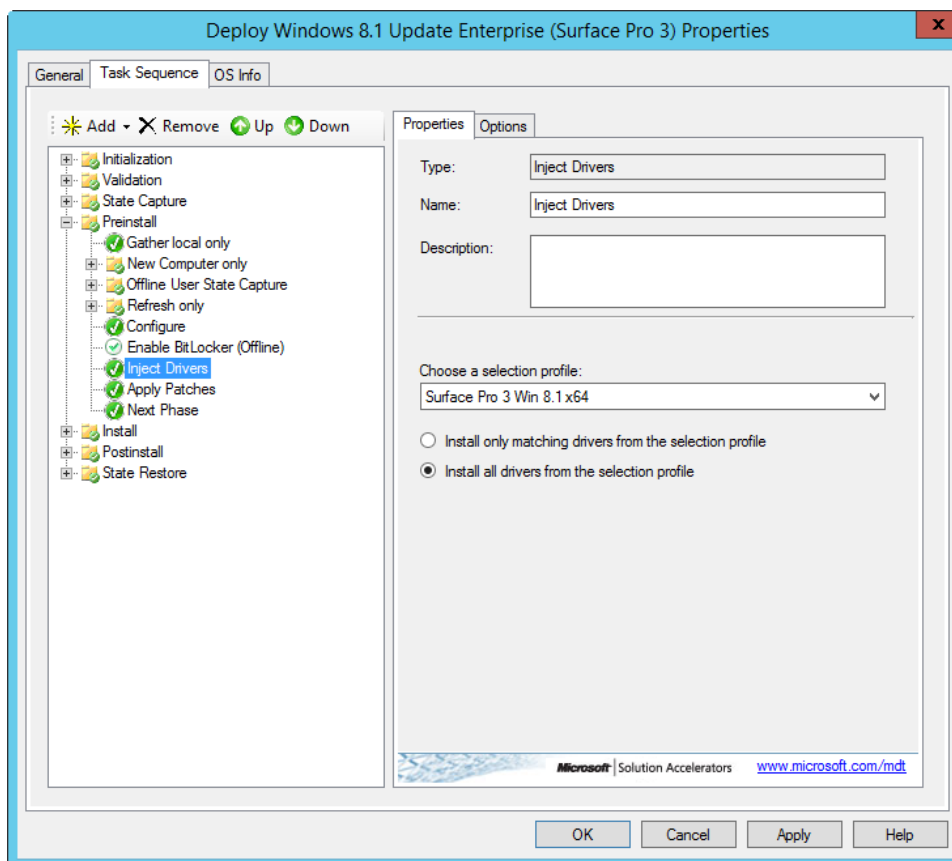 Deploy Windows 8.1 Update Enterprise (Surface Pro 3) Properties
x
General Task Sequence OS Info
Add Remove Up Down
Initialization
Validation
State Capture
Preinstall
Gather local only
New Computer only
Offline User State Capture
Refresh only
Configure
Enable BitLocker (Offline)
Inject Drivers
Apply Patches
Next Phase
Install
Postinstall
State Restore
Properties Options
Type: Inject Drivers
Name: Inject Drivers
Description:
Choose a selection profile:
Surface Pro 3 Win 8.1 x64
Install only matching drivers from the selection profile
Install all drivers from the selection profile
Microsoft Solution Accelerators www.microsoft.com/mdt
OK Cancel Apply Help